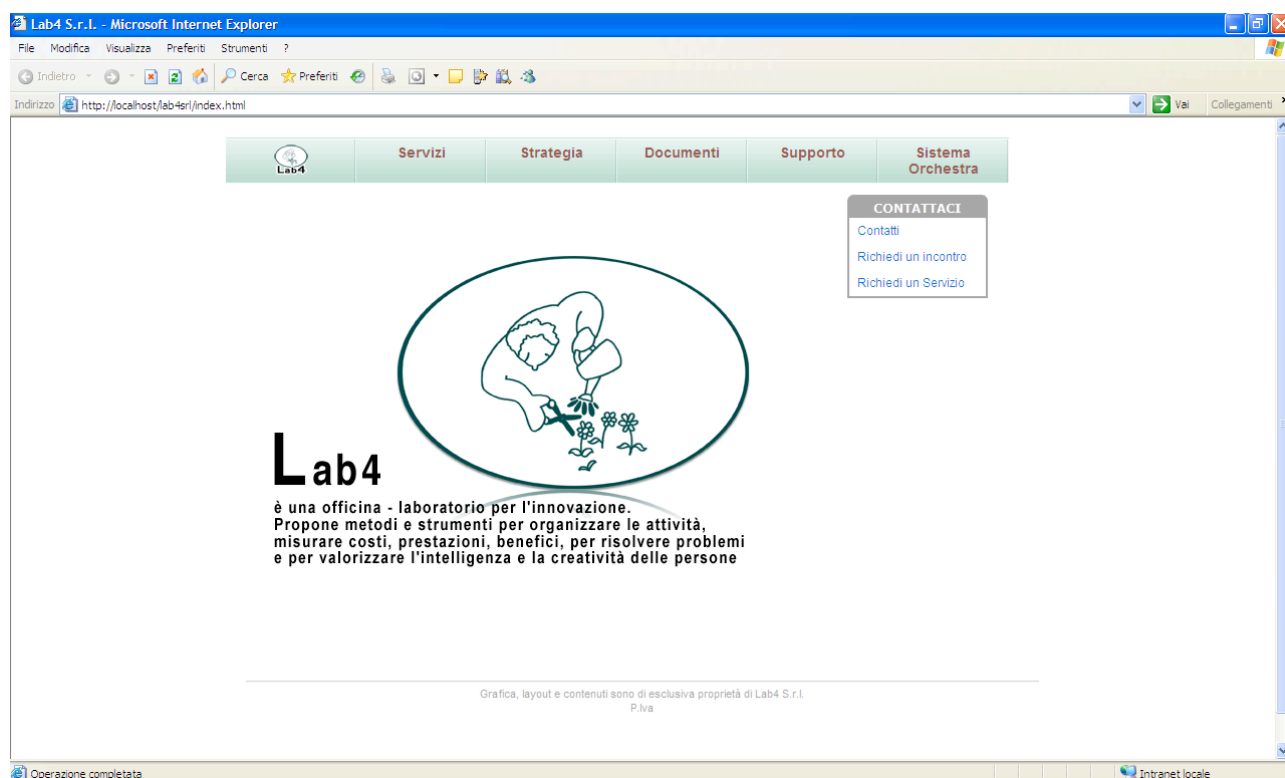 Lab4 S.r.l. - Microsoft Internet Explorer
File Modifica Visualizza Preferiti Strumenti ?
Indietro Cerca Preferiti
Indirizzo http://localhost/lab4srl/index.html Vai Collegamenti
Lab4 Servizi Strategia Documenti Supporto Sistema
Orchestra
CONTATTACI
Contatti
Richiedi un incontro
Richiedi un Servizio
Lab4
è una officina - laboratorio per l'innovazione.
Propone metodi e strumenti per organizzare le attività,
misurare costi, prestazioni, benefici, per risolvere problemi
e per valorizzare l'intelligenza e la creatività delle persone
Grafica, layout e contenuti sono di esclusiva proprietà di Lab4 S.r.l.
P.Iva
Operazione completata Intranet locale